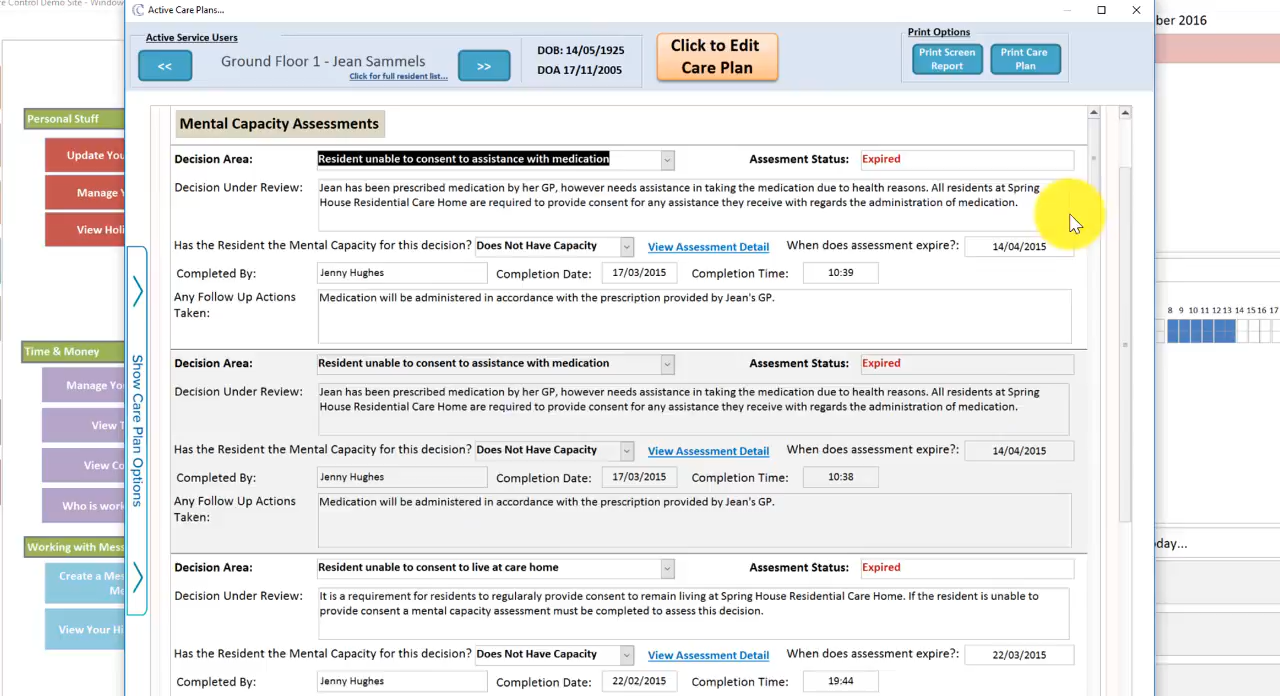 re Control Demo Site - Window
Active Care Plans...
ber 2016
Active Service Users
<<
Ground Floor 1 - Jean Sammels
Click for full resident list...
>>
DOB: 14/05/1925
DOA 17/11/2005
Click to Edit
Care Plan
Print Options
Print Screen
Report
Print Care
Plan
Personal Stuff
Update You
Manage Y
View Holi
Time & Money
Manage Yo
View T
View Co
Who is work
Working with Mess
Create a Mes
Me
View Your Hi
Show Care Plan Options
Mental Capacity Assessments
Decision Area: Resident unable to consent to assistance with medication Assesment Status: Expired
Decision Under Review: Jean has been prescribed medication by her GP, however needs assistance in taking the medication due to health reasons. All residents at Spring
House Residential Care Home are required to provide consent for any assistance they receive with regards the administration of medication.
Has the Resident the Mental Capacity for this decision? Does Not Have Capacity View Assessment Detail When does assessment expire?: 14/04/2015
Completed By: Jenny Hughes Completion Date: 17/03/2015 Completion Time: 10:39
Any Follow Up Actions Medication will be administered in accordance with the prescription provided by Jean's GP.
Taken:
Decision Area: Resident unable to consent to assistance with medication Assesment Status: Expired
Decision Under Review: Jean has been prescribed medication by her GP, however needs assistance in taking the medication due to health reasons. All residents at Spring
House Residential Care Home are required to provide consent for any assistance they receive with regards the administration of medication.
Has the Resident the Mental Capacity for this decision? Does Not Have Capacity View Assessment Detail When does assessment expire?: 14/04/2015
Completed By: Jenny Hughes Completion Date: 17/03/2015 Completion Time: 10:38
Any Follow Up Actions Medication will be administered in accordance with the prescription provided by Jean's GP.
Taken:
Decision Area: Resident unable to consent to live at care home Assesment Status: Expired
Decision Under Review: It is a requirement for residents to regularaly provide consent to remain living at Spring House Residential Care Home. If the resident is unable to
provide consent a mental capacity assessment must be completed to assess this decision.
Has the Resident the Mental Capacity for this decision? Does Not Have Capacity View Assessment Detail When does assessment expire?: 22/03/2015
Completed By: Jenny Hughes Completion Date: 22/02/2015 Completion Time: 19:44
8 9 10 11 12 13 14 15 16 17
oday...